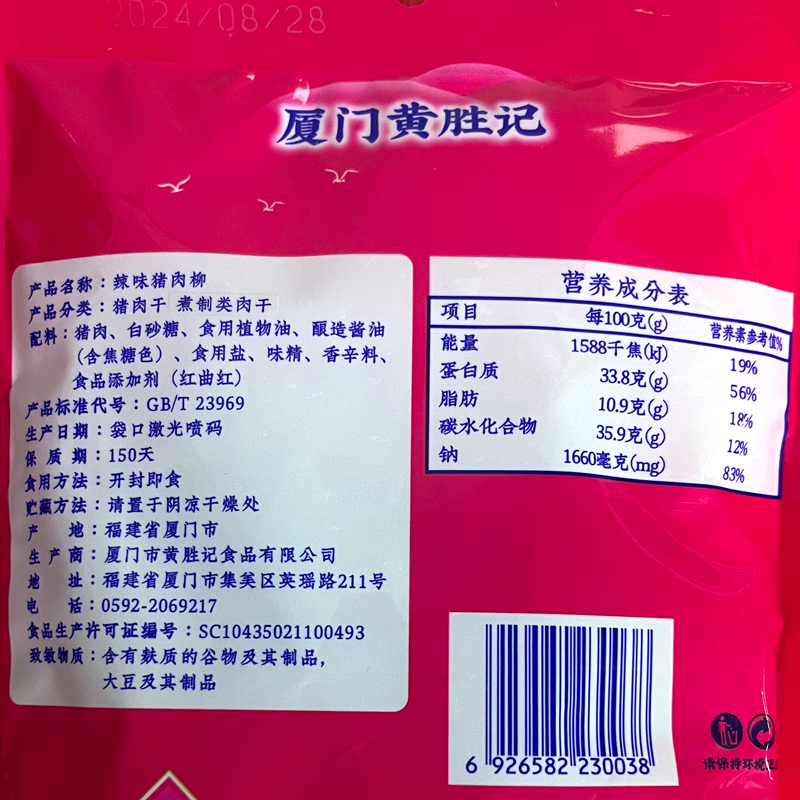 2024/08/28
厦门黄胜记
产品名称：辣味猪肉柳
产品分类：猪肉干 煮制类肉干
配料：猪肉、白砂糖、食用植物油、酿造酱油
（含焦糖色）、食用盐、味精、香辛料、
食品添加剂（红曲红）
产品标准代号：GB/T 23969
生产日期：袋口激光喷码
保质期：150天
食用方法：开封即食
贮藏方法：请置于阴凉干燥处
产地：福建省厦门市
生产商：厦门市黄胜记食品有限公司
地址：福建省厦门市集美区英瑶路211号
电话：0592-2069217
食品生产许可证编号：SC10435021100493
致敏物质：含有麸质的谷物及其制品，
大豆及其制品
营养成分表
项目 每100克(g) 营养素参考值%
能量 1588千焦(kJ) 19%
蛋白质 33.8克(g) 56%
脂肪 10.9克(g) 18%
碳水化合物 35.9克(g) 12%
钠 1660毫克(mg) 83%
6 926582 230038
请保持环境卫